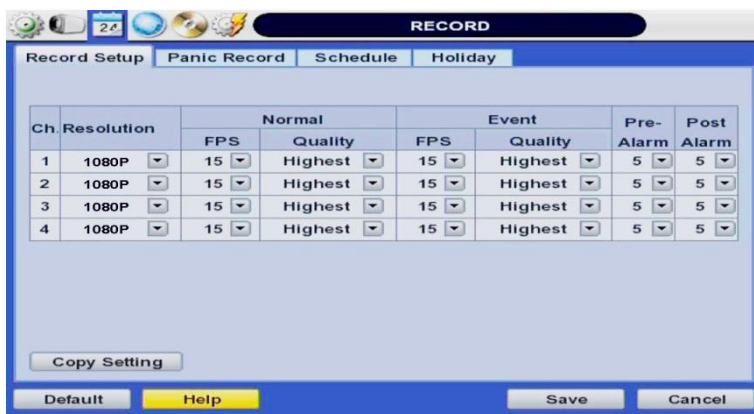 24
RECORD
Record Setup Panic Record Schedule Holiday
Ch. Resolution Normal Event Pre-Alarm Post Alarm
FPS Quality FPS Quality
1 1080P 15 Highest 15 Highest 5 5
2 1080P 15 Highest 15 Highest 5 5
3 1080P 15 Highest 15 Highest 5 5
4 1080P 15 Highest 15 Highest 5 5
Copy Setting
Default Help Save Cancel